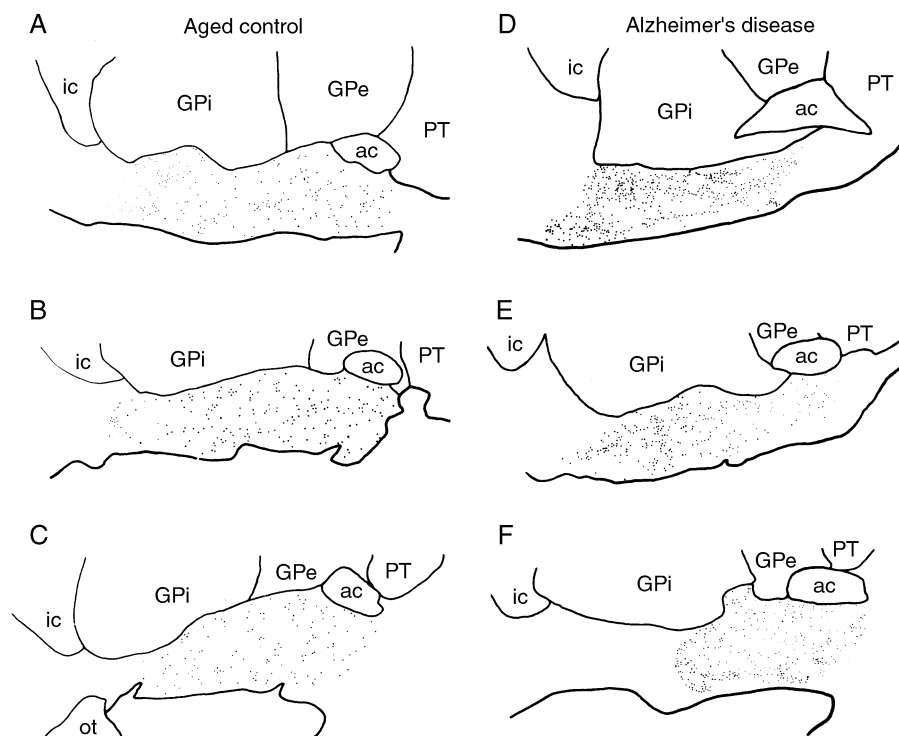 A
Aged control
ic
GPi
GPe
PT
ac
D
Alzheimer's disease
ic
GPi
GPe
PT
ac
B
ic
GPi
GPe
ac
PT
E
ic
GPi
GPe
PT
ac
C
ic
GPi
GPe
ac
PT
ot
F
ic
GPi
GPe
PT
ac